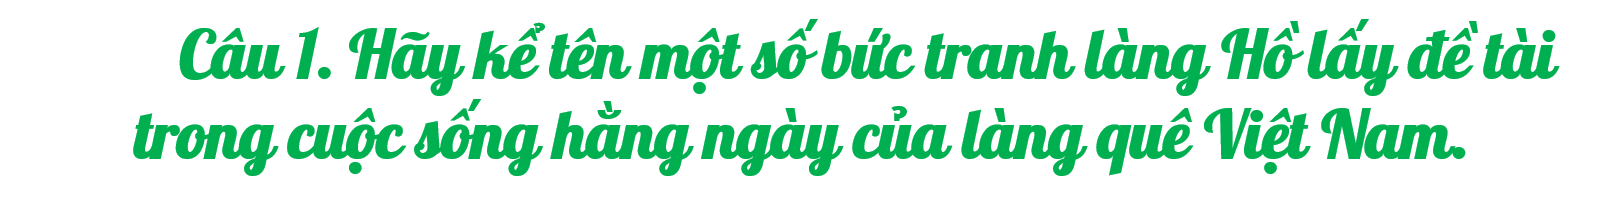 Câu 1. Hãy kể tên một số bức tranh làng Hồ lấy đề tài
trong cuộc sống hằng ngày của làng quê Việt Nam.